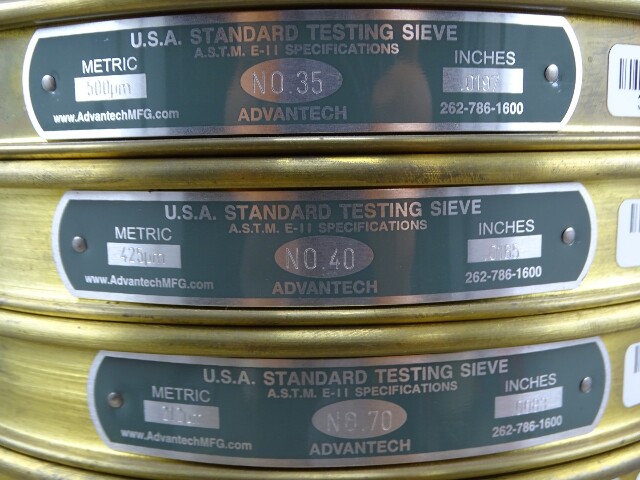 U.S.A. STANDARD TESTING SIEVE
A.S.T.M. E-11 SPECIFICATIONS
METRIC
500µm
NO.35
INCHES
.0197
www.AdvantechMFG.com
ADVANTECH
262-786-1600
U.S.A. STANDARD TESTING SIEVE
A.S.T.M. E-11 SPECIFICATIONS
METRIC
425µm
NO.40
INCHES
.0165
www.AdvantechMFG.com
ADVANTECH
262-786-1600
U.S.A. STANDARD TESTING SIEVE
A.S.T.M. E-11 SPECIFICATIONS
METRIC
NO.70
INCHES
www.AdvantechMFG.com
ADVANTECH
262-786-1600